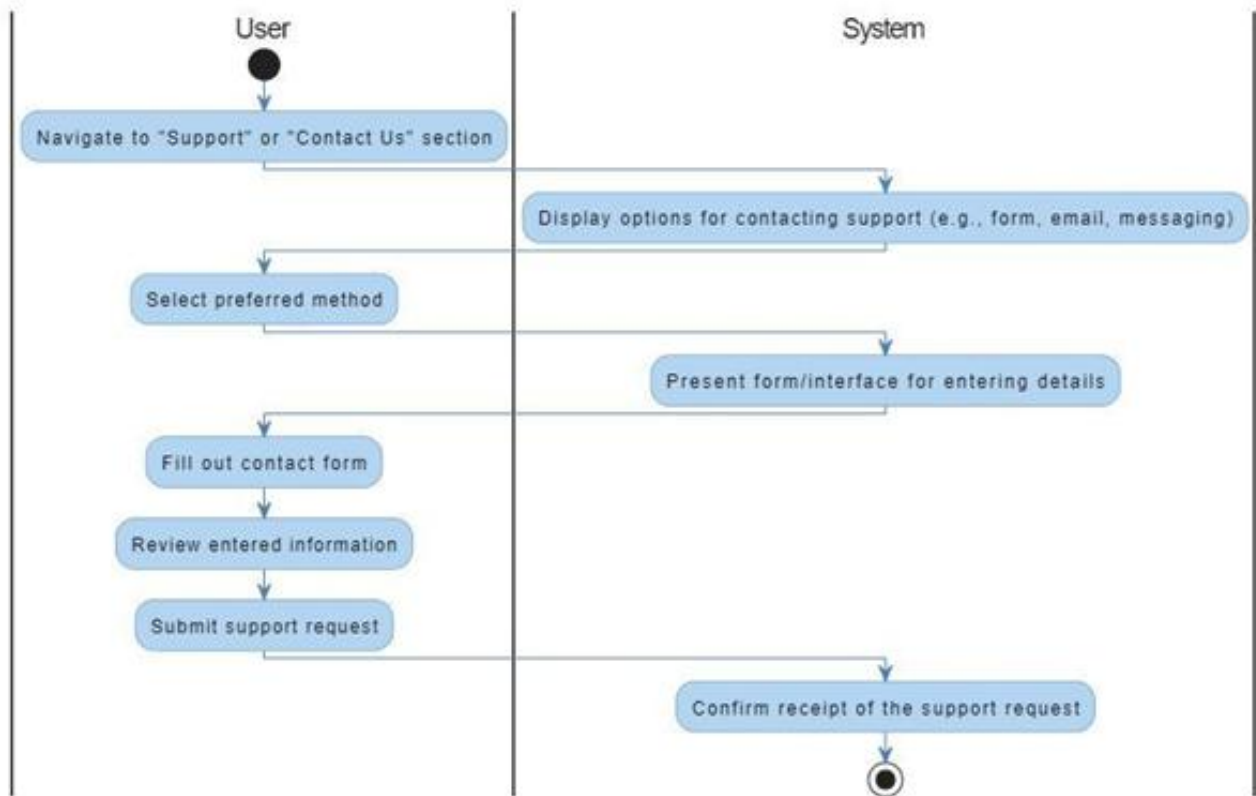 User
System
Navigate to "Support" or "Contact Us" section
Display options for contacting support (e.g., form, email, messaging)
Select preferred method
Present form/interface for entering details
Fill out contact form
Review entered information
Submit support request
Confirm receipt of the support request